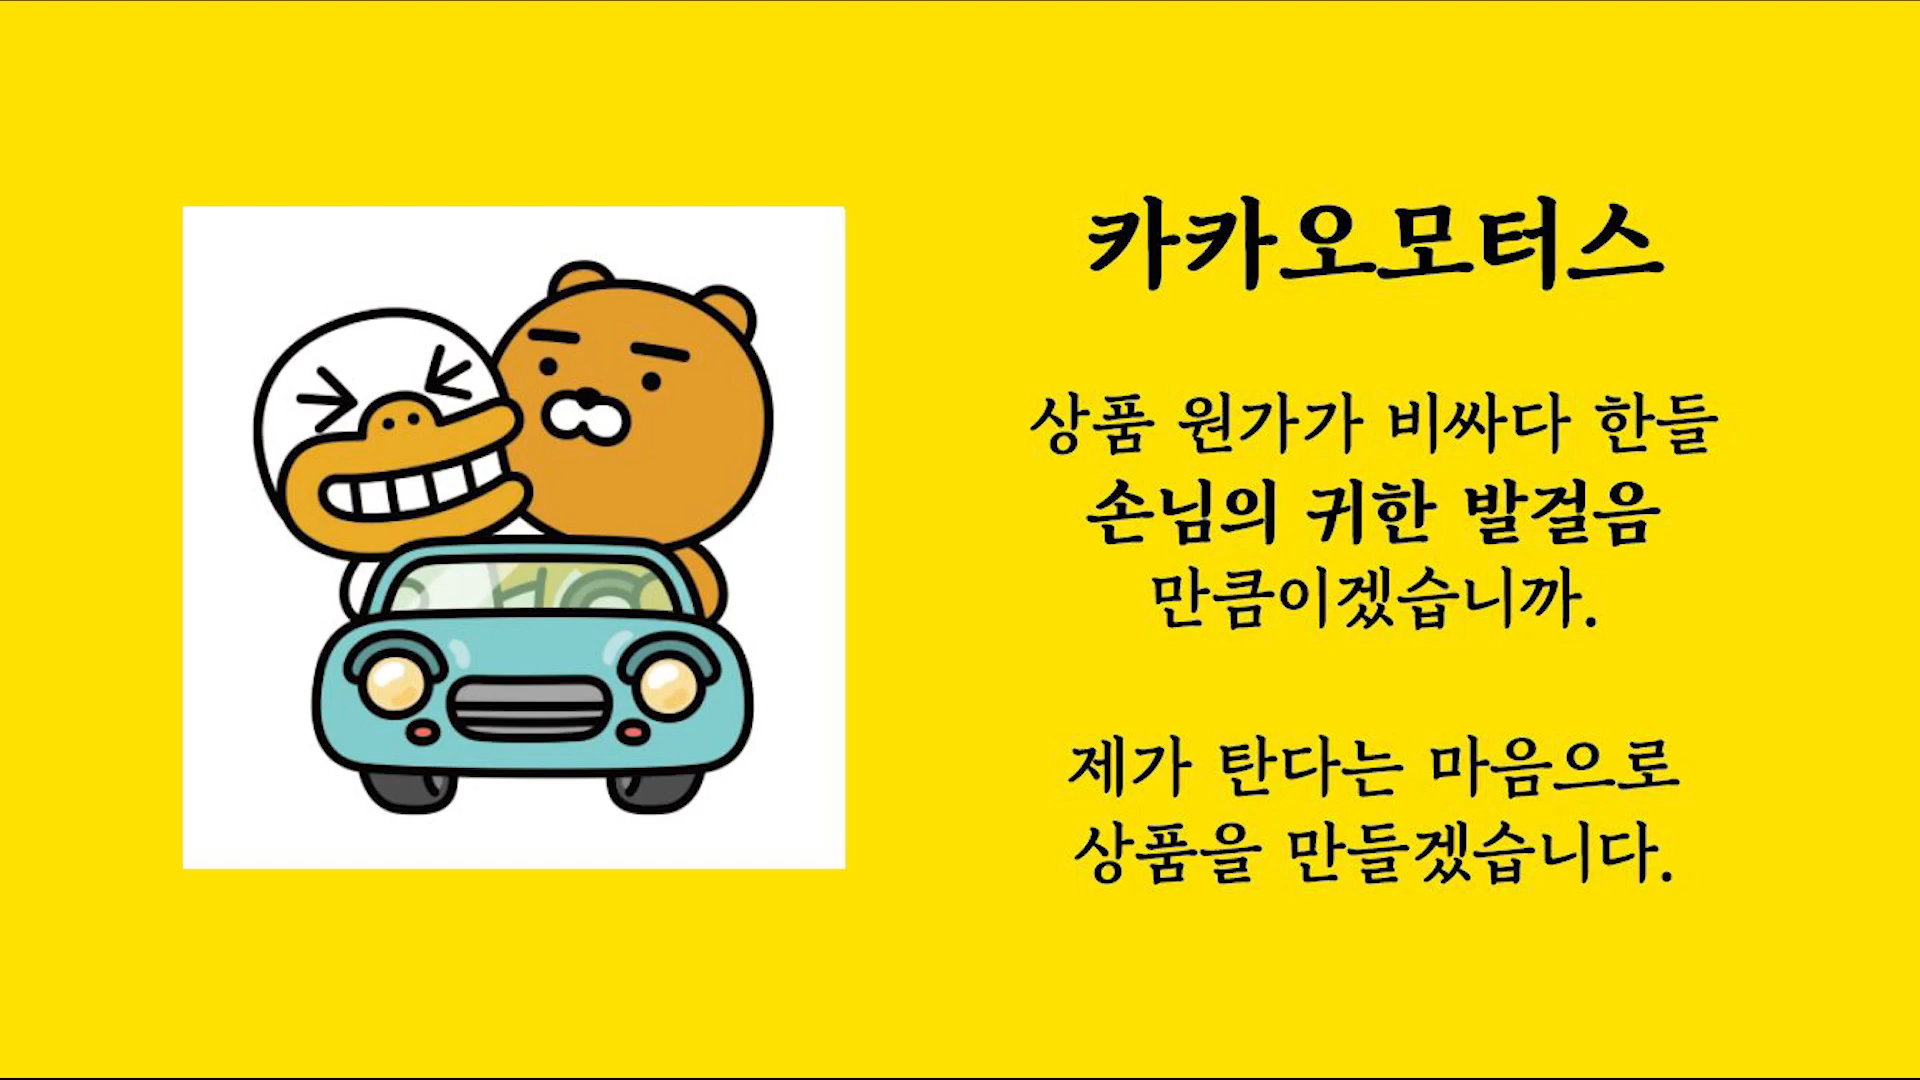 카카오모터스
상품 원가가 비싸다 한들
손님의 귀한 발걸음
만큼이겠습니까.
제가 탄다는 마음으로
상품을 만들겠습니다.